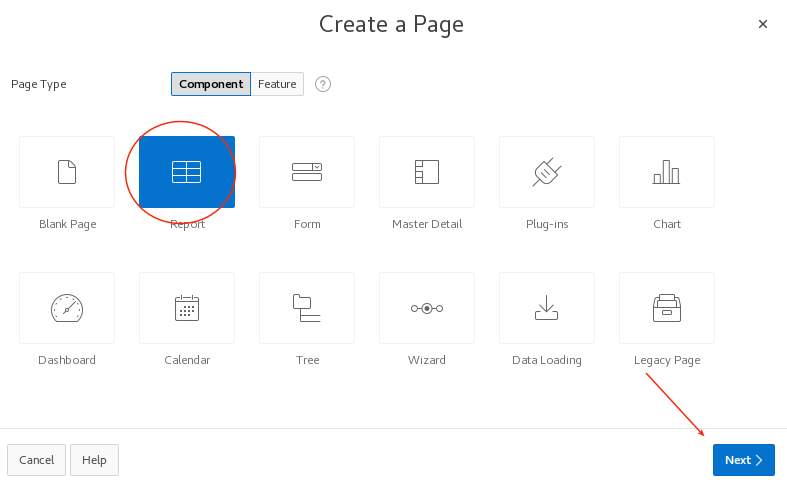 Create a Page
Page Type Component Feature ?
Blank Page Report Form Master Detail Plug-ins Chart
Dashboard Calendar Tree Wizard Data Loading Legacy Page
Cancel Help Next